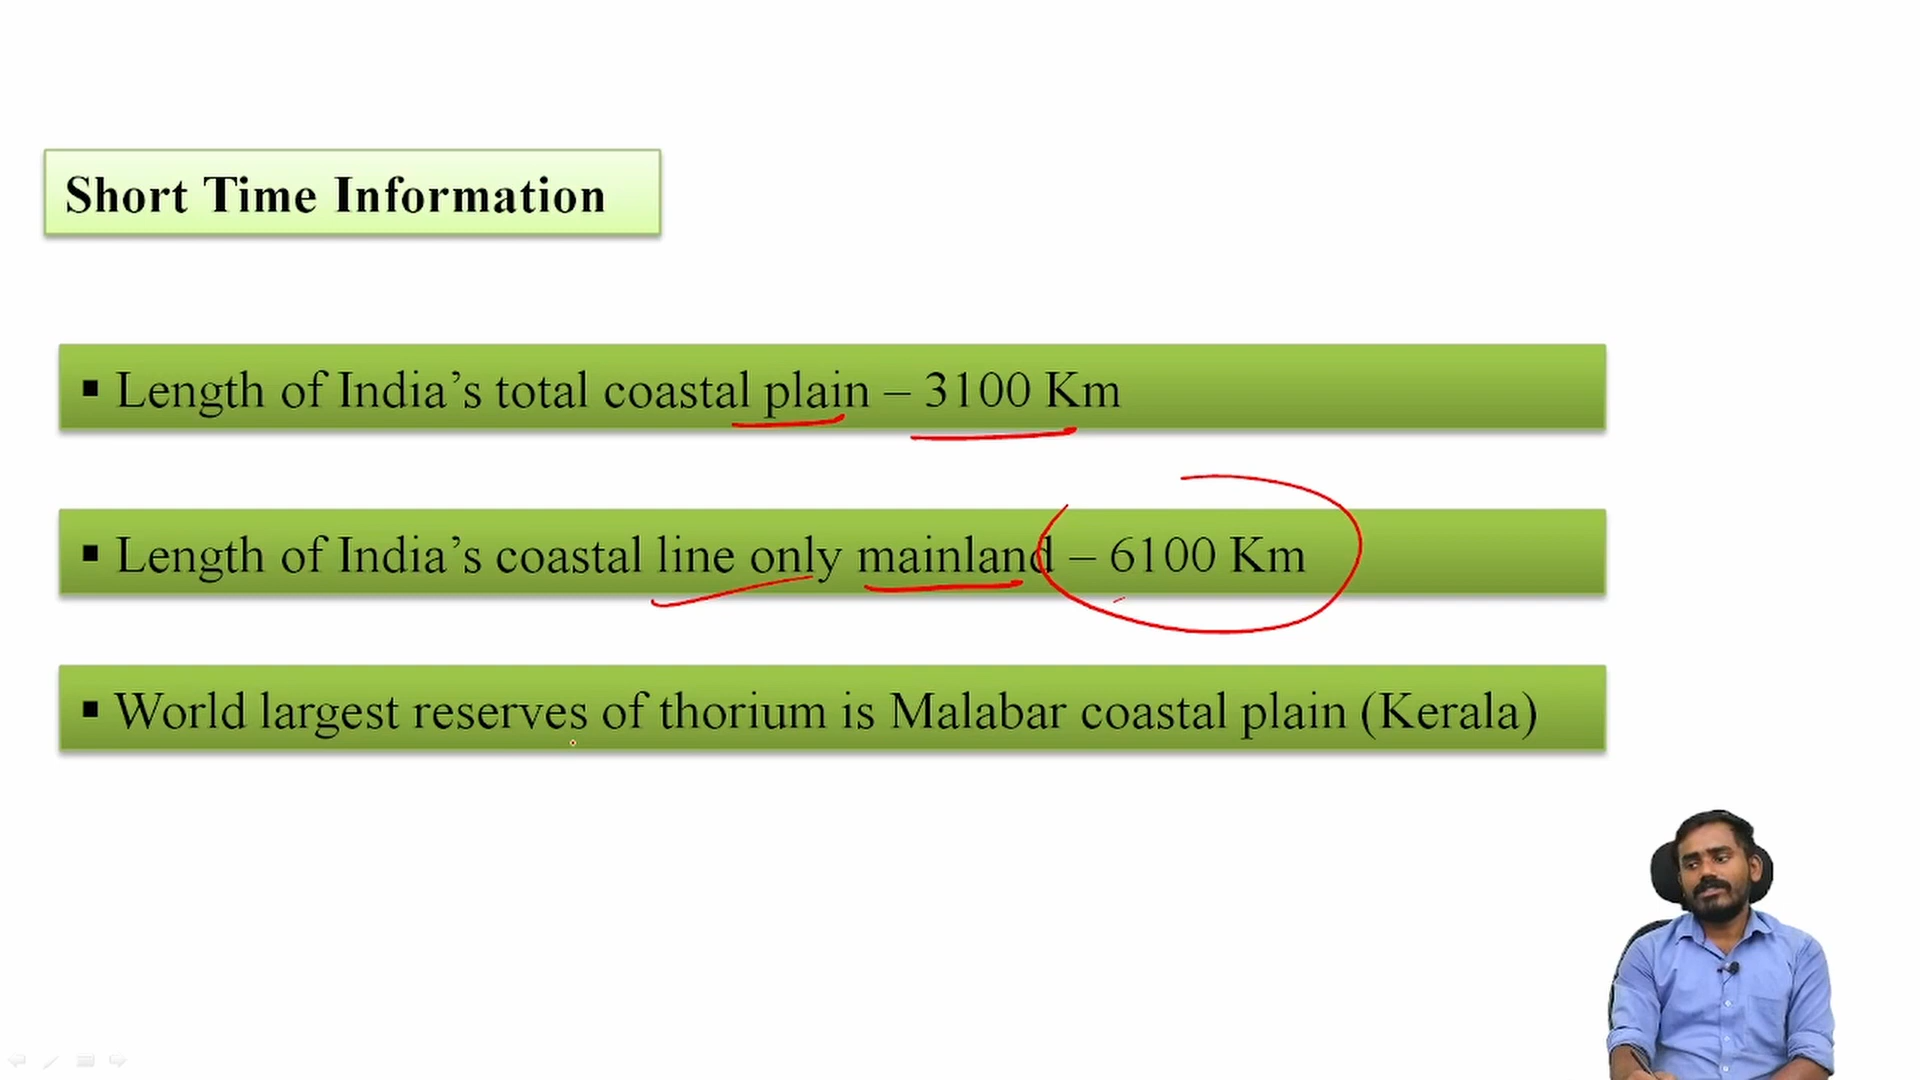 Short Time Information
▪ Length of India’s total coastal plain – 3100 Km
▪ Length of India’s coastal line only mainland – 6100 Km
▪ World largest reserves of thorium is Malabar coastal plain (Kerala)